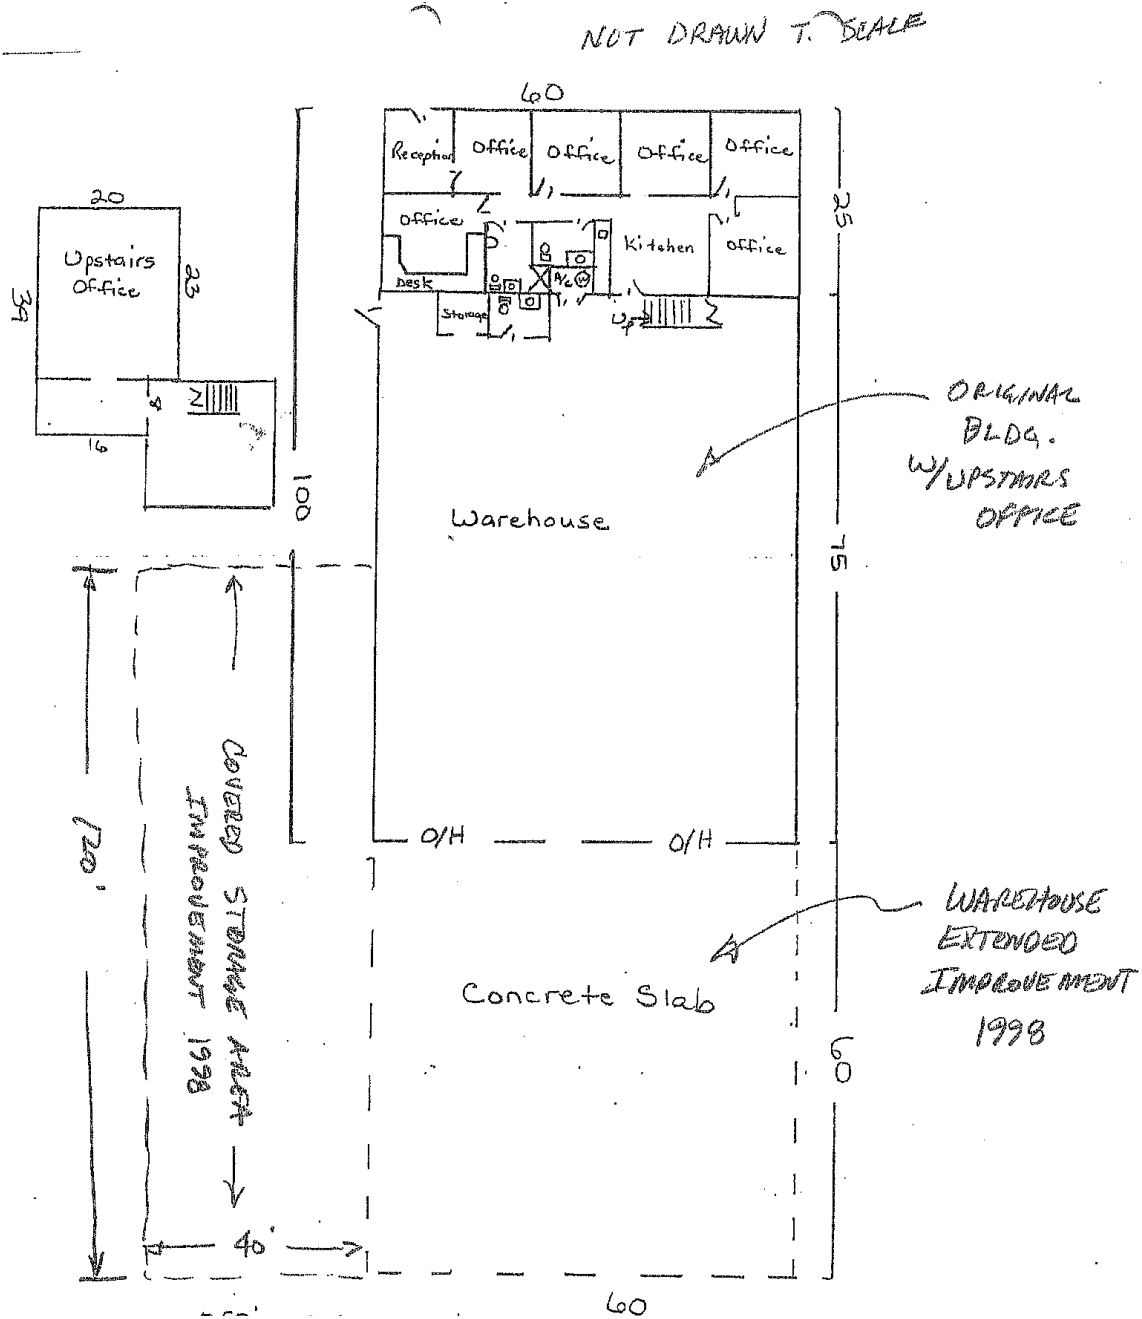 NOT DRAWN T. SCALE
60
Reception
Office
Office
Office
Office
Office
Desk
Storage
A/C
W
Kitchen
Office
Up
25
20
Upstairs
Office
23
39
8
16
100
75
Warehouse
ORIGINAL
BLDG.
W/UPSTAIRS
OFFICE
O/H
O/H
120'
COVERED STORAGE AREA
IMPROVEMENT 1998
Concrete Slab
WAREHOUSE
EXTENDED
IMPROVEMENT
1998
60
40'
60